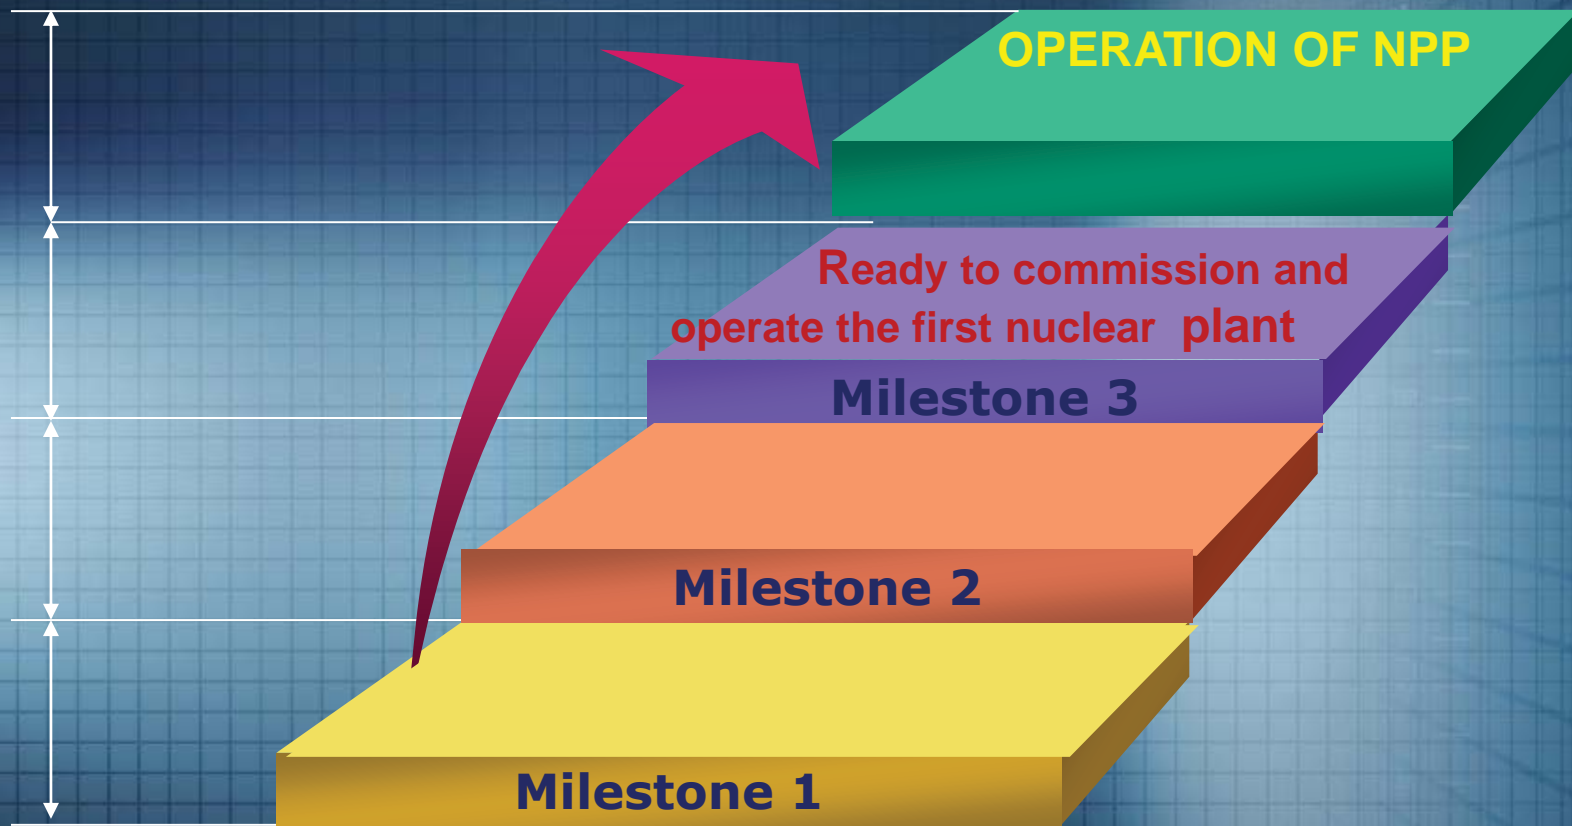 OPERATION OF NPP
Ready to commission and
operate the first nuclear plant
Milestone 3
Milestone 2
Milestone 1